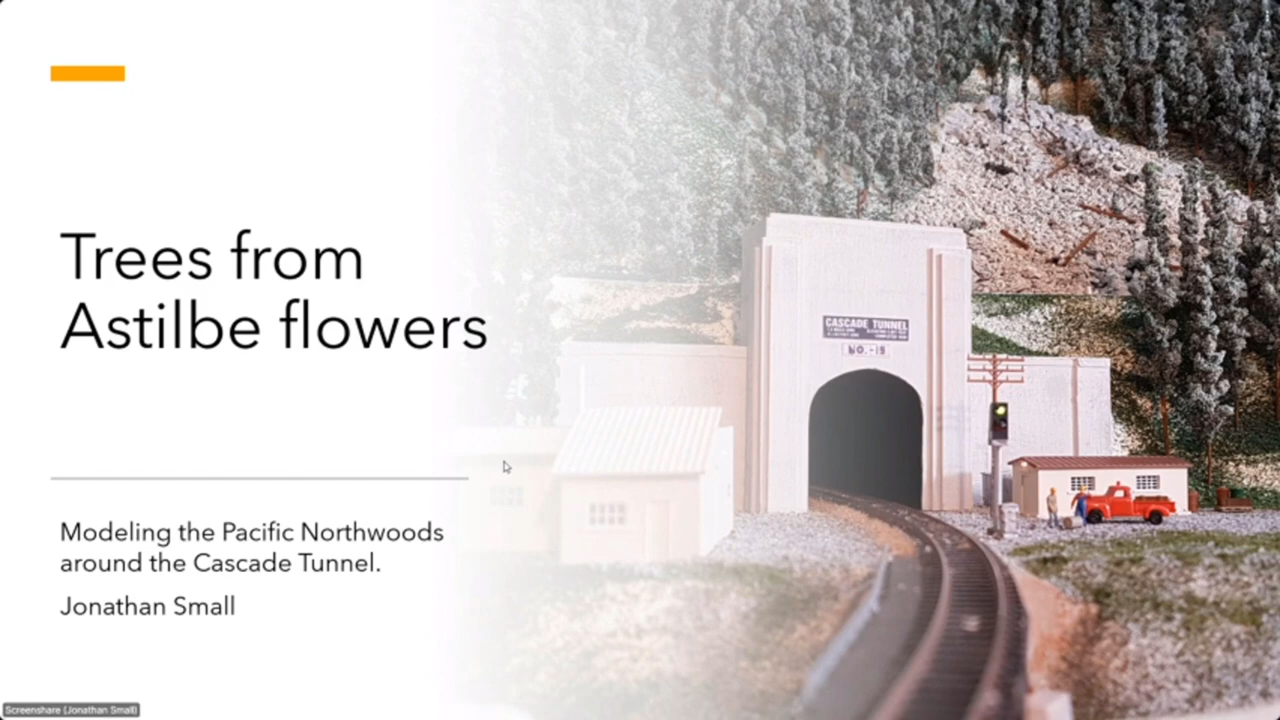 Trees from
Astilbe flowers
CASCADE TUNNEL
NO.-15
Modeling the Pacific Northwoods
around the Cascade Tunnel.
Jonathan Small
Screenshare (Jonathan Small)